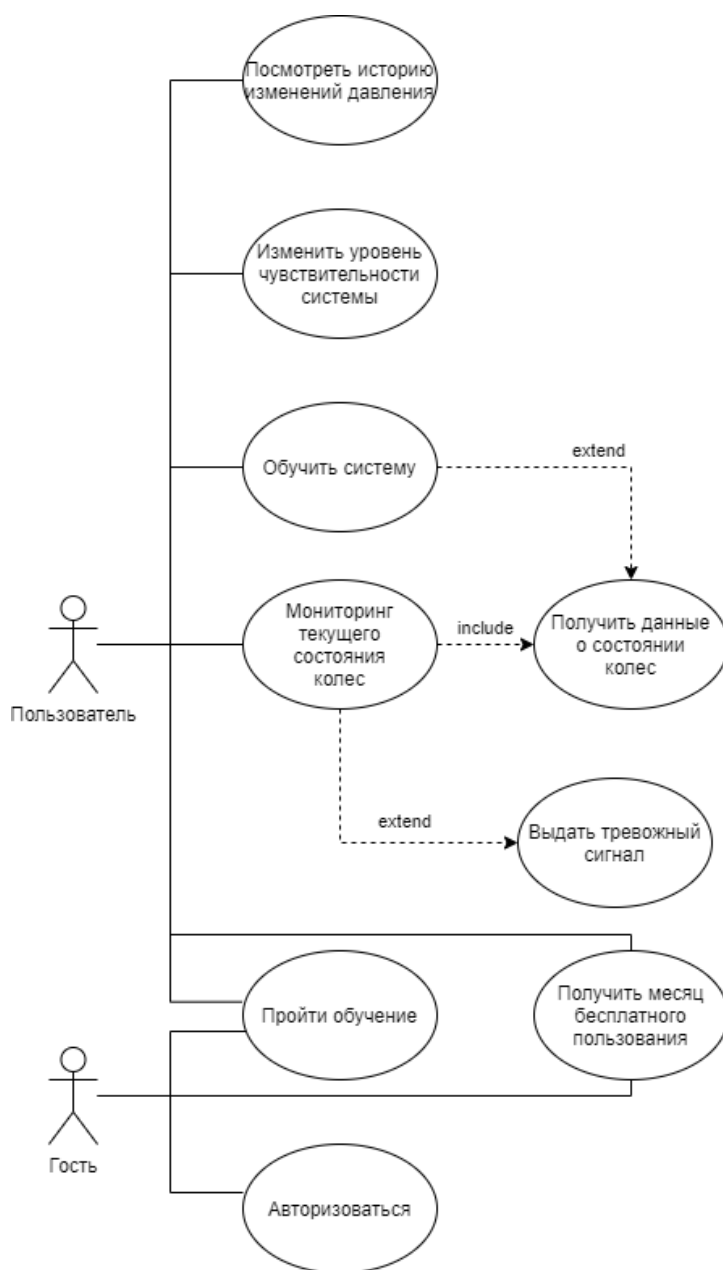 Посмотреть историю
изменений давления
Изменить уровень
чувствительности
системы
Обучить систему
extend
Мониторинг
текущего
состояния
колес
include
Получить данные
о состоянии
колес
Пользователь
extend
Выдать тревожный
сигнал
Пройти обучение
Получить месяц
бесплатного
пользования
Гость
Авторизоваться